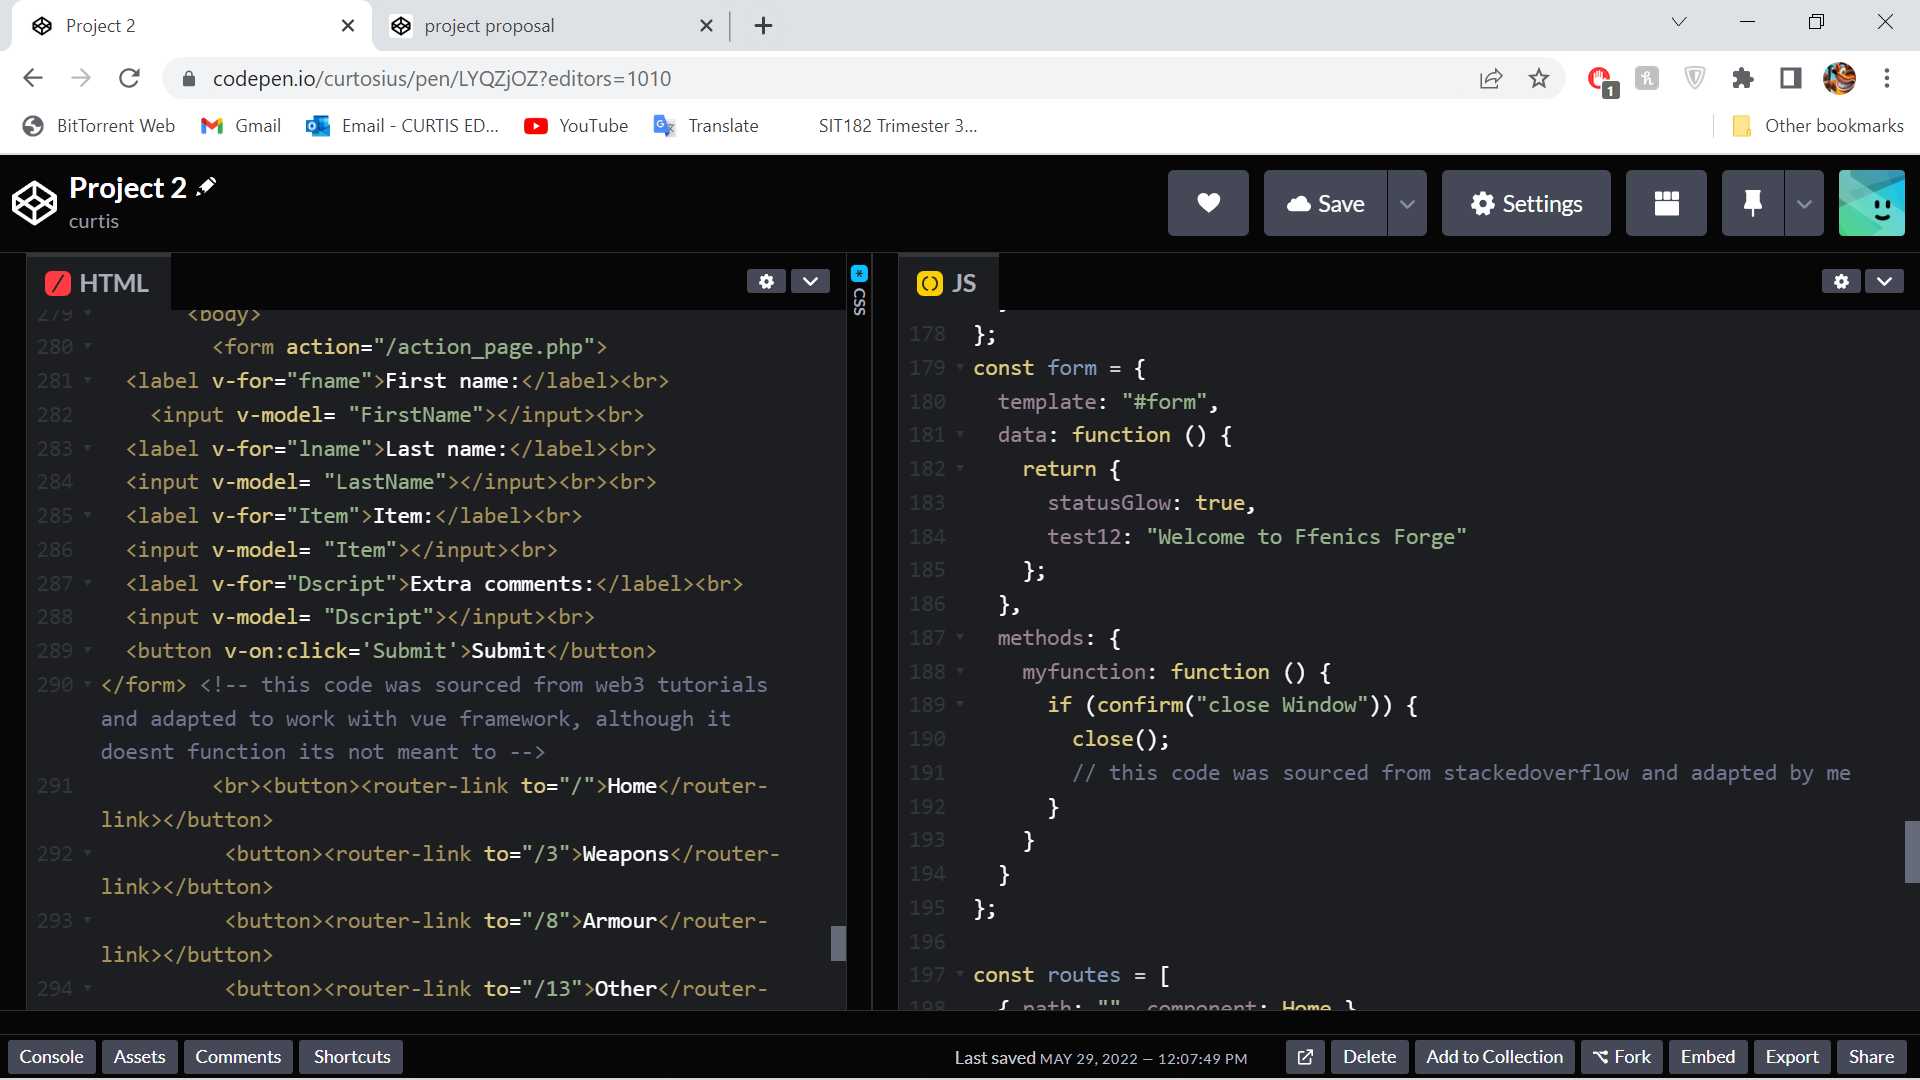 Project 2
project proposal
codepen.io/curtosius/pen/LYQZjOZ?editors=1010
1
BitTorrent Web
Gmail
Email - CURTIS ED...
YouTube
Translate
SIT182 Trimester 3...
Other bookmarks
Project 2
curtis
Save
Settings
HTML
279 <body>
280 <form action="/action_page.php">
281 <label v-for="fname">First name:</label><br>
282 <input v-model= "FirstName"></input><br>
283 <label v-for="lname">Last name:</label><br>
284 <input v-model= "LastName"></input><br><br>
285 <label v-for="Item">Item:</label><br>
286 <input v-model= "Item"></input><br>
287 <label v-for="Dscript">Extra comments:</label><br>
288 <input v-model= "Dscript"></input><br>
289 <button v-on:click='Submit'>Submit</button>
290 </form> <!-- this code was sourced from web3 tutorials
and adapted to work with vue framework, although it
doesnt function its not meant to -->
291 <br><button><router-link to="/">Home</router-
link></button>
292 <button><router-link to="/3">Weapons</router-
link></button>
293 <button><router-link to="/8">Armour</router-
link></button>
294 <button><router-link to="/13">Other</router-
* CSS
JS
178 };
179 const form = {
180 template: "#form",
181 data: function () {
182 return {
183 statusGlow: true,
184 test12: "Welcome to Ffenics Forge"
185 };
186 },
187 methods: {
188 myfunction: function () {
189 if (confirm("close Window")) {
190 close();
191 // this code was sourced from stackedoverflow and adapted by me
192 }
193 }
194 }
195 };
196
197 const routes = [
198 { path: "", component: Home }
Console
Assets
Comments
Shortcuts
Last saved MAY 29, 2022 — 12:07:49 PM
Delete
Add to Collection
Fork
Embed
Export
Share